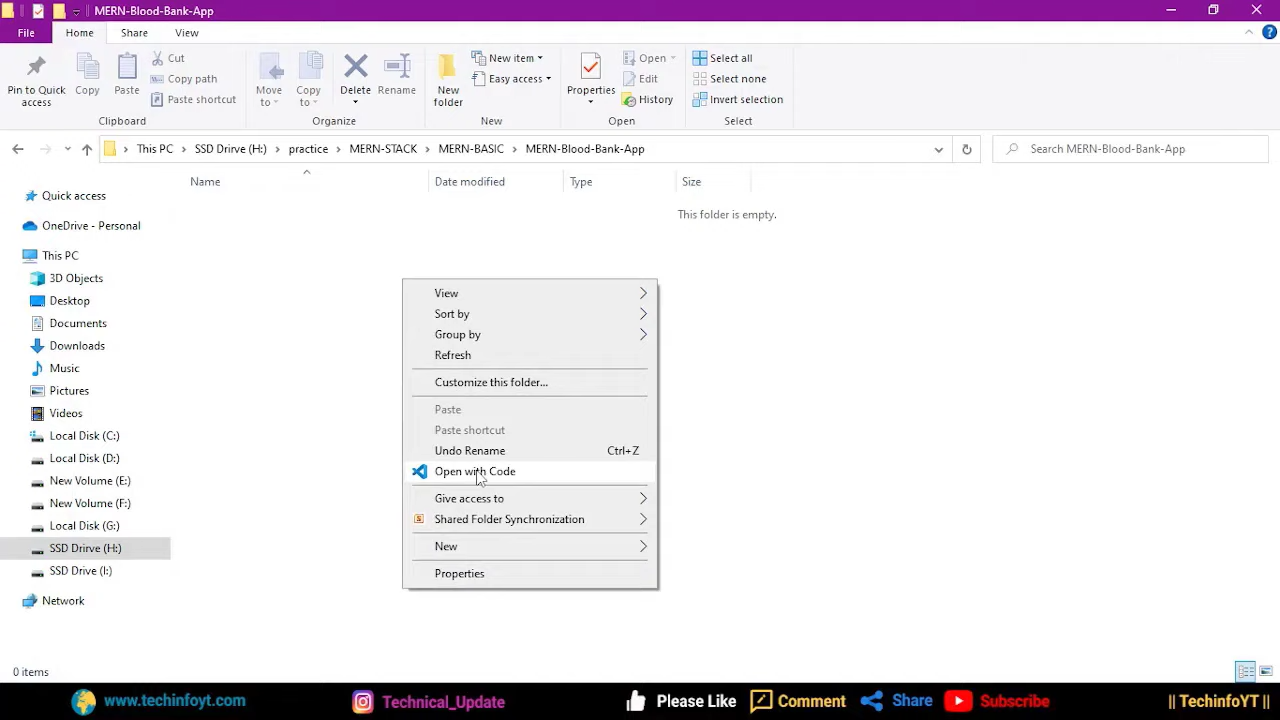 MERN-Blood-Bank-App
File Home Share View
Pin to Quick access
Copy
Paste
Cut
Copy path
Paste shortcut
Clipboard
Move to
Copy to
Delete
Rename
Organize
New folder
New item
Easy access
New
Properties
Open
Edit
History
Open
Select all
Select none
Invert selection
Select
This PC SSD Drirve (H:) practice MERN-STACK MERN-BASIC MERN-Blood-Bank-App
Search MERN-Blood-Bank-App
Name Date modified Type Size
This folder is empty.
Quick access
OneDrive - Personal
This PC
3D Objects
Desktop
Documents
Downloads
Music
Pictures
Videos
Local Disk (C:)
Local Disk (D:)
New Volume (E:)
New Volume (F:)
Local Disk (G:)
SSD Drirve (H:)
SSD Drive (I:)
Network
View
Sort by
Group by
Refresh
Customize this folder...
Paste
Paste shortcut
Undo Rename Ctrl+Z
Open with Code
Give access to
Shared Folder Synchronization
New
Properties
0 items
www.techinfoyt.com Technical_Update Please Like Comment Share Subscribe || TechinfoYT ||